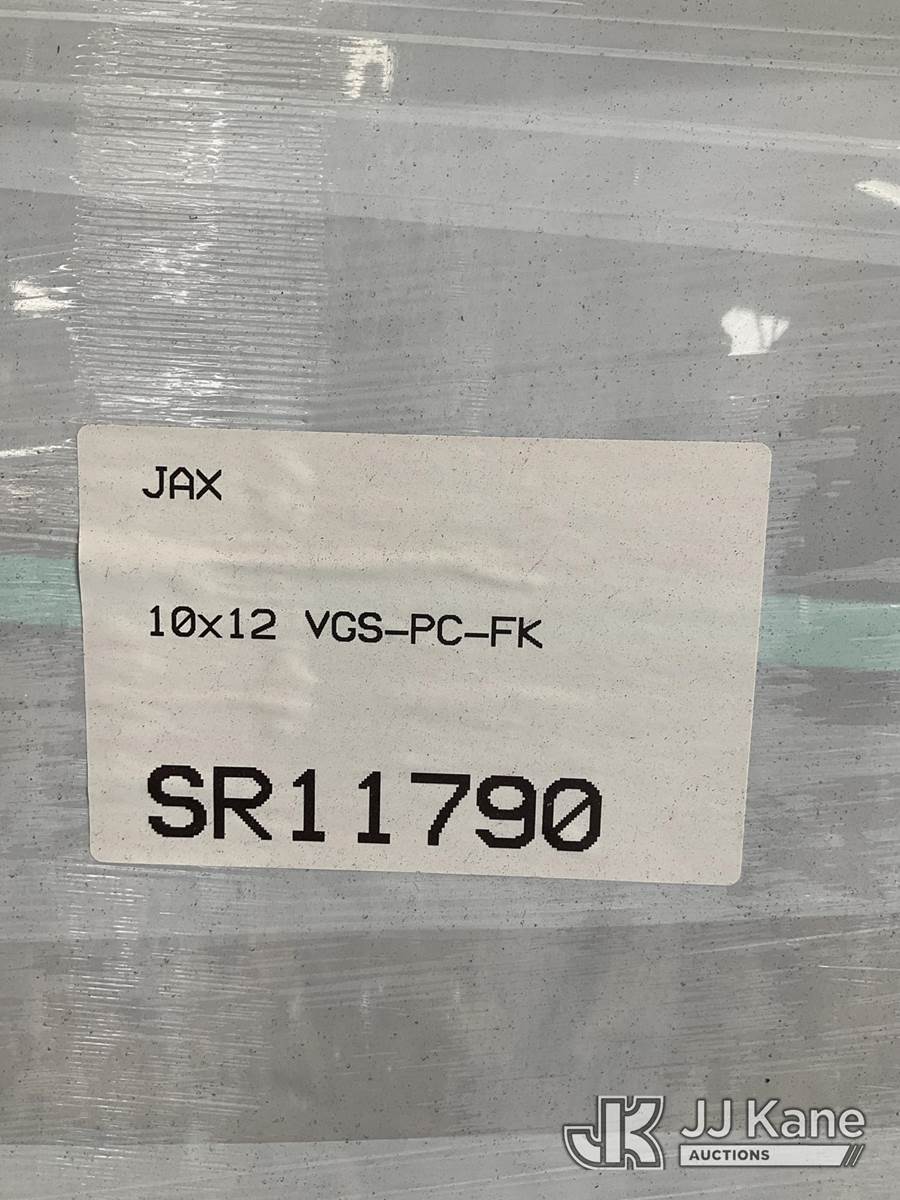 JAX
10x12 VGS-PC-FK
SR11790
JK JJ Kane
AUCTIONS